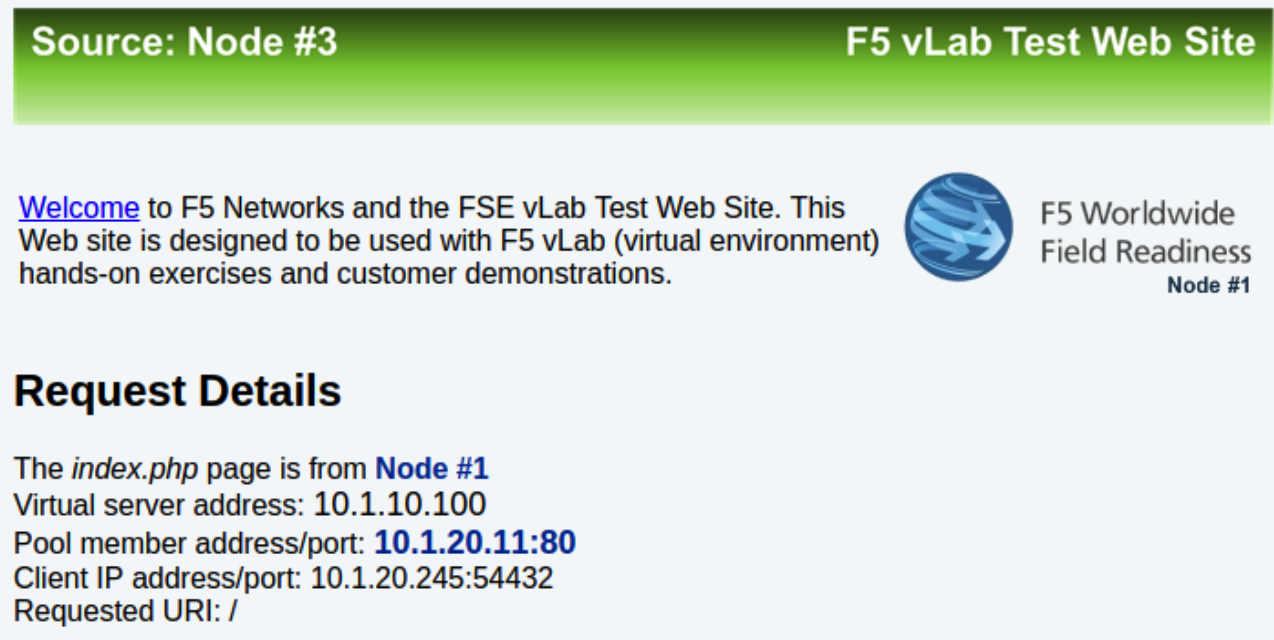 Source: Node #3 F5 vLab Test Web Site
Welcome to F5 Networks and the FSE vLab Test Web Site. This
Web site is designed to be used with F5 vLab (virtual environment)
hands-on exercises and customer demonstrations.
F5 Worldwide
Field Readiness
Node #1
Request Details
The index.php page is from Node #1
Virtual server address: 10.1.10.100
Pool member address/port: 10.1.20.11:80
Client IP address/port: 10.1.20.245:54432
Requested URI: /